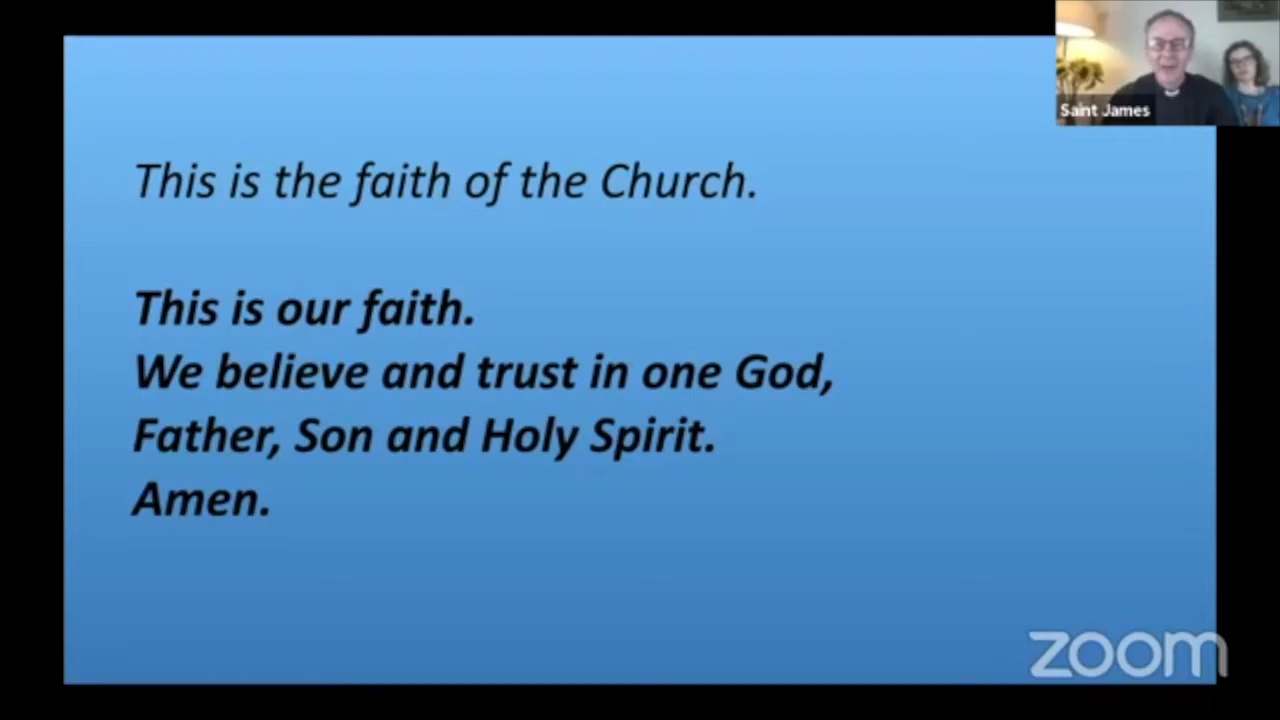 Saint James
This is the faith of the Church.
This is our faith.
We believe and trust in one God,
Father, Son and Holy Spirit.
Amen.
zoom